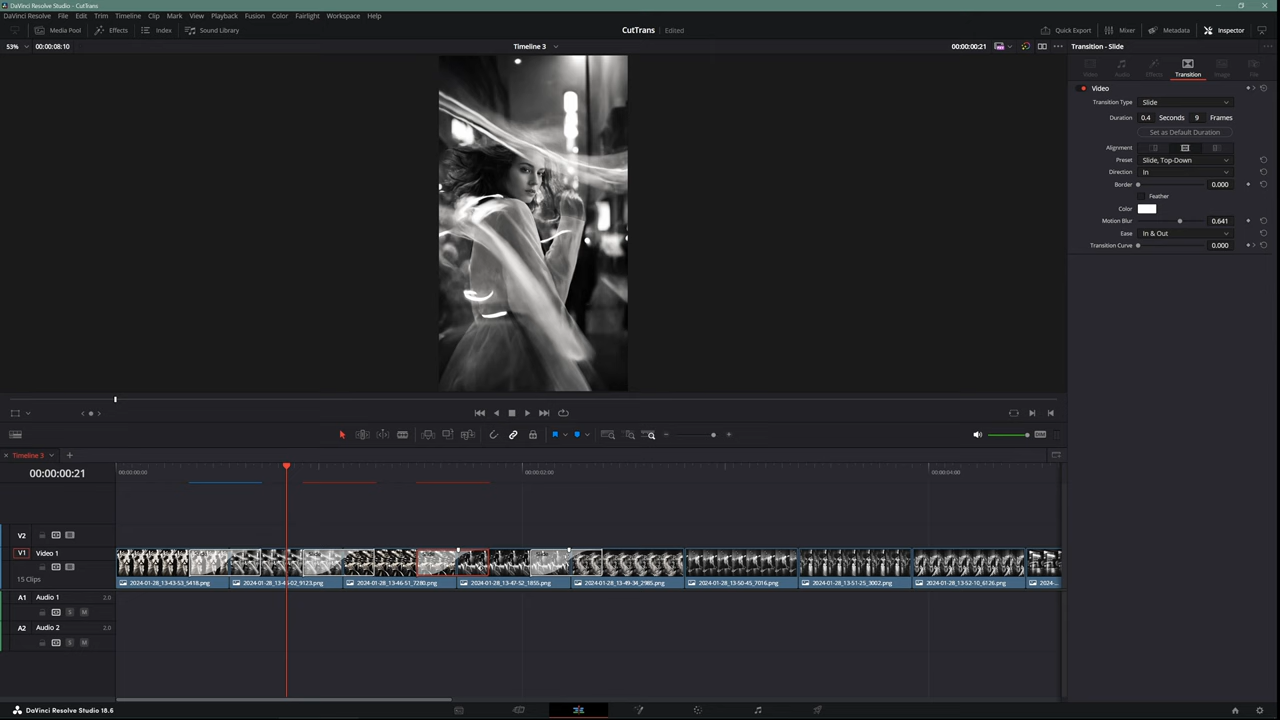 DaVinci Resolve Studio - CutTrans
DaVinci Resolve File Edit Trim Timeline Clip Mark View Playback Fusion Color Fairlight Workspace Help
Media Pool Effects Index Sound Library CutTrans Edited Quick Export Mixer Metadata Inspector
53% 00:00:08:10 Timeline 3 00:00:00:21 Transition - Slide
Video Audio Effects Transition Image File
Video
Transition Type Slide
Duration 0.4 Seconds 9 Frames
Set as Default Duration
Alignment
Preset Slide, Top-Down
Direction In
Border 0.000
Feather
Color
Motion Blur 0.641
Ease In & Out
Transition Curve 0.000
DIM
Timeline 3
00:00:00:21 00:00:00:00 00:00:02:00 00:00:04:00
V2
V1 Video 1
15 Clips
2024-01-28_13-43-53_5418.png 2024-01-28_13-46-51_7280.png 2024-01-28_13-47-52_1855.png 2024-01-28_13-49-34_2985.png 2024-01-28_13-50-45_7016.png 2024-01-28_13-51-25_3002.png 2024-01-28_13-52-10_6126.png 2024-...
A1 Audio 1 2.0
S M
A2 Audio 2 2.0
S M
DaVinci Resolve Studio 18.6